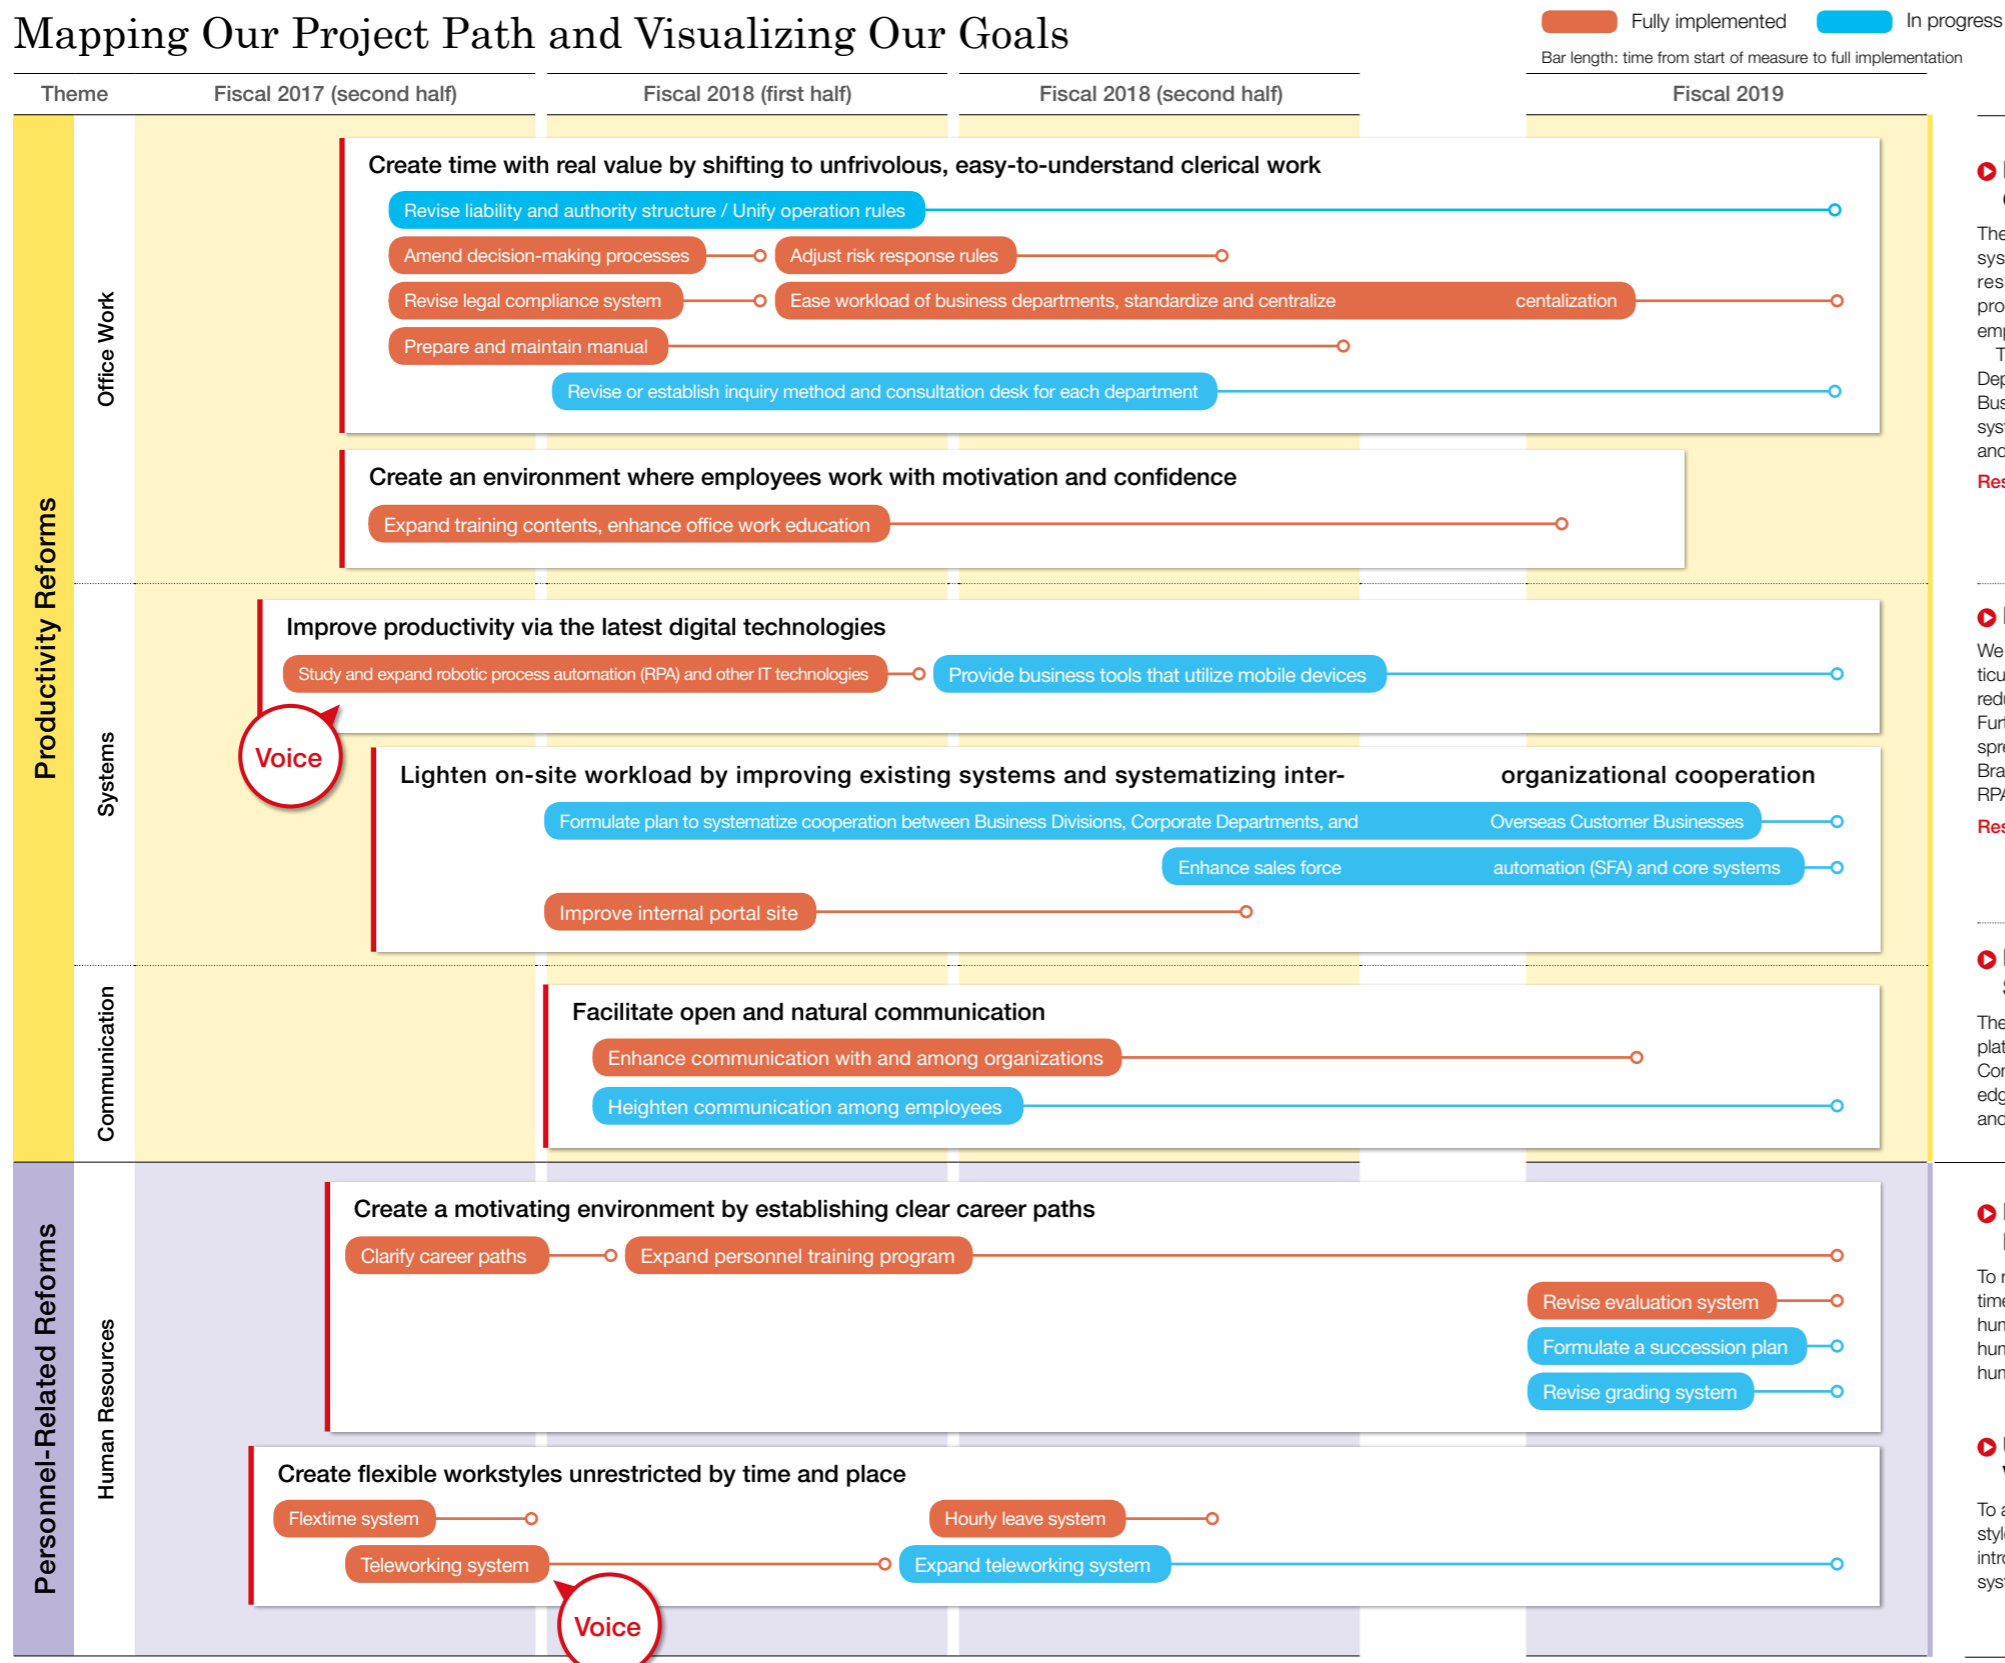 Mapping Our Project Path and Visualizing Our Goals
Fully implemented
In progress
Bar length: time from start of measure to full implementation
Theme
Fiscal 2017 (second half)
Fiscal 2018 (first half)
Fiscal 2018 (second half)
Fiscal 2019
Productivity Reforms
Office Work
Create time with real value by shifting to unfrivolous, easy-to-understand clerical work
Revise liability and authority structure / Unify operation rules
Amend decision-making processes
Adjust risk response rules
Revise legal compliance system
Ease workload of business departments, standardize and centralize centalization
Prepare and maintain manual
Revise or establish inquiry method and consultation desk for each department
Create an environment where employees work with motivation and confidence
Expand training contents, enhance office work education
Systems
Improve productivity via the latest digital technologies
Study and expand robotic process automation (RPA) and other IT technologies
Provide business tools that utilize mobile devices
Voice
Lighten on-site workload by improving existing systems and systematizing inter- organizational cooperation
Formulate plan to systematize cooperation between Business Divisions, Corporate Departments, and Overseas Customer Businesses
Enhance sales force automation (SFA) and core systems
Improve internal portal site
Communication
Facilitate open and natural communication
Enhance communication with and among organizations
Heighten communication among employees
Personnel-Related Reforms
Human Resources
Create a motivating environment by establishing clear career paths
Clarify career paths
Expand personnel training program
Revise evaluation system
Formulate a succession plan
Revise grading system
Create flexible workstyles unrestricted by time and place
Flextime system
Hourly leave system
Teleworking system
Expand teleworking system
Voice
The
T
and
We
To
To a